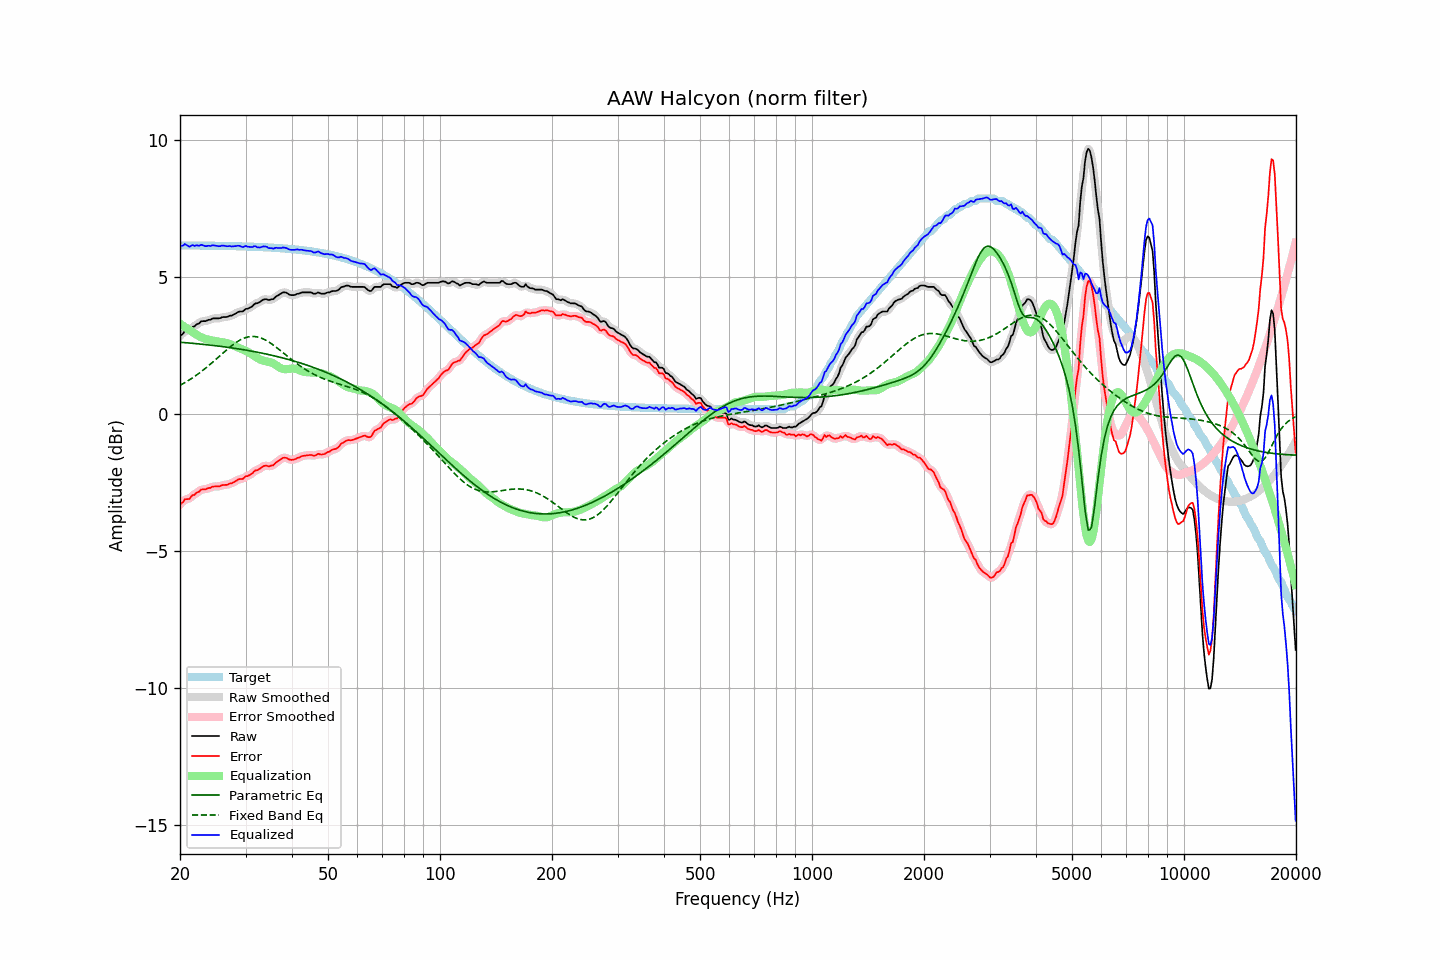 AAW Halcyon (norm filter)
Amplitude (dBr)
10
5
0
−5
−10
−15
Target
Raw Smoothed
Error Smoothed
Raw
Error
Equalization
Parametric Eq
Fixed Band Eq
Equalized
20 50 100 200 500 1000 2000 5000 10000 20000
Frequency (Hz)